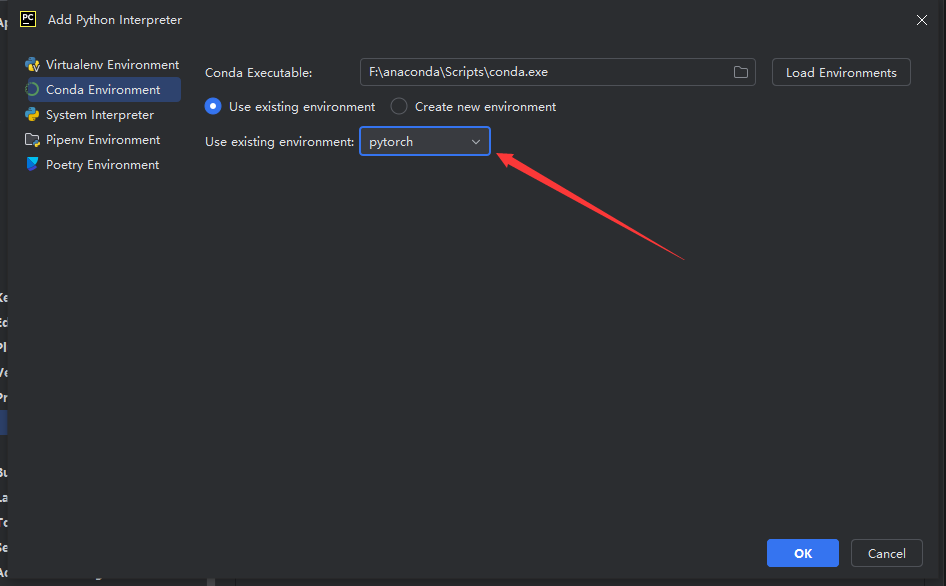 PC Add Python Interpreter
Virtualenv Environment
Conda Environment
System Interpreter
Pipenv Environment
Poetry Environment
Conda Executable: F:\anaconda\Scripts\conda.exe Load Environments
Use existing environment Create new environment
Use existing environment: pytorch
OK Cancel